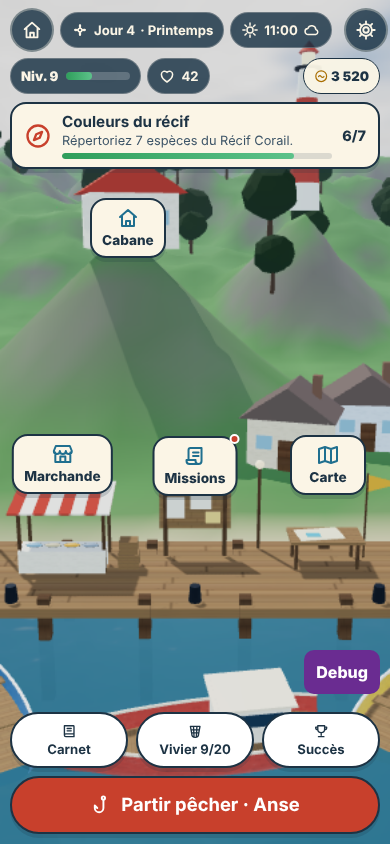 Jour 4 · Printemps
11:00
Niv. 9
42
3 520
Couleurs du récif
Répertoriez 7 espèces du Récif Corail.
6/7
Cabane
Marchande
Missions
Carte
Debug
Carnet
Vivier 9/20
Succès
Partir pêcher · Anse